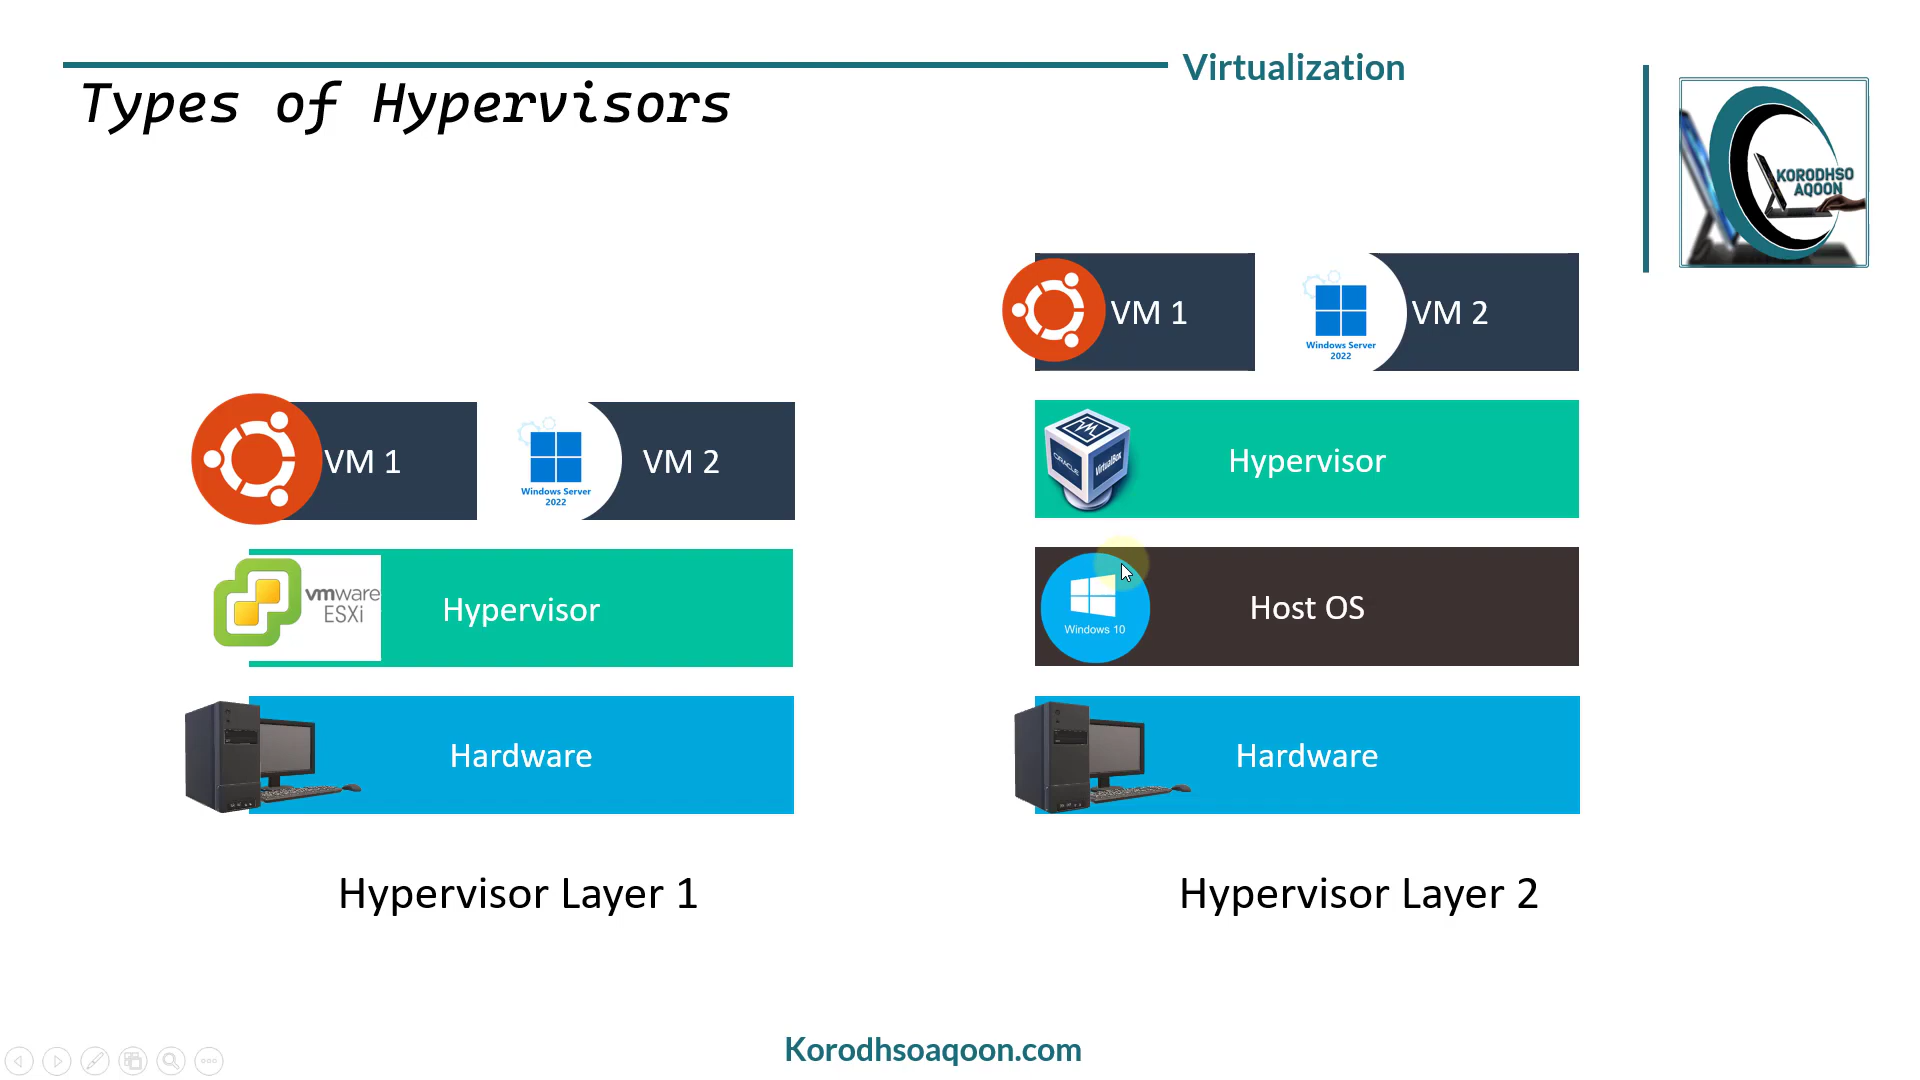 Virtualization
Types of Hypervisors
KORODHSO
AQOON
VM 1
Windows Server
2022
VM 2
vmware
ESXi
Hypervisor
Hardware
Hypervisor Layer 1
VM 1
Windows Server
2022
VM 2
ORACLE
VirtualBox
Hypervisor
Windows 10
Host OS
Hardware
Hypervisor Layer 2
Korodhsoaqoon.com